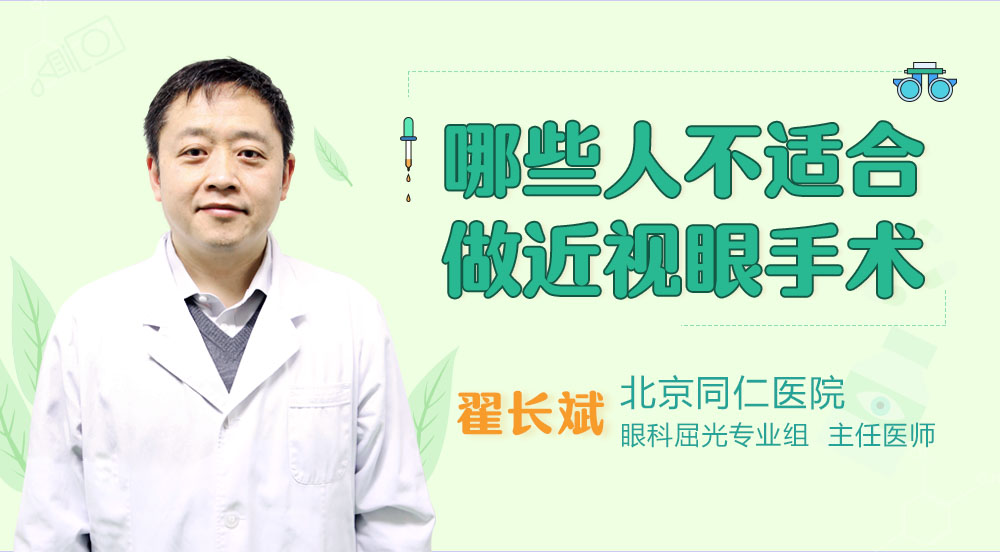 哪些人不适合
做近视眼手术
翟长斌
北京同仁医院
眼科屈光专业组 主任医师